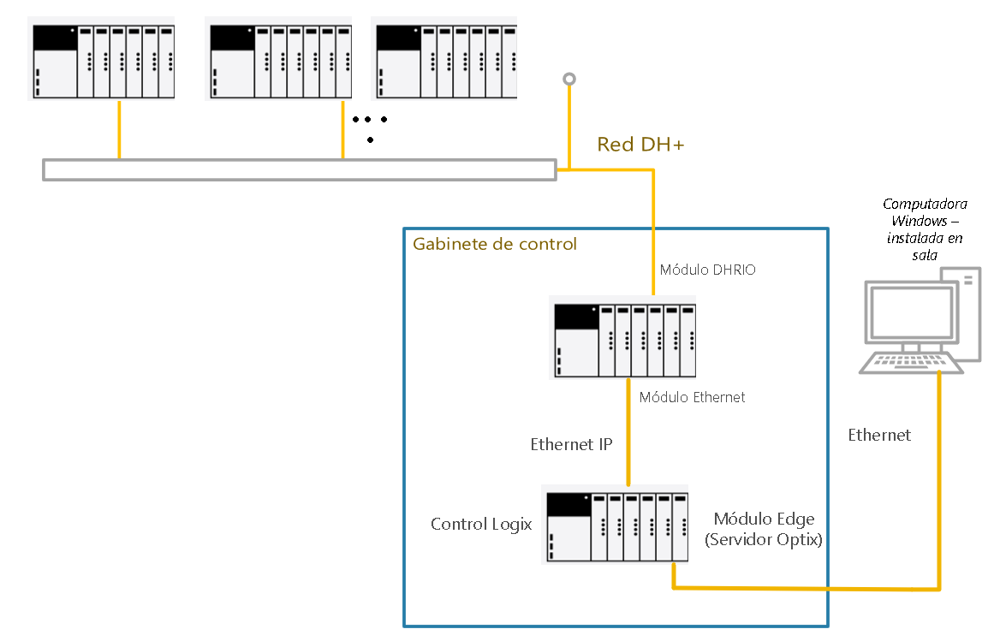 Red DH+
Computadora
Windows –
instalada en
sala
Gabinete de control
Módulo DHRIO
Módulo Ethernet
Ethernet IP
Ethernet
Control Logix
Módulo Edge
(Servidor Optix)